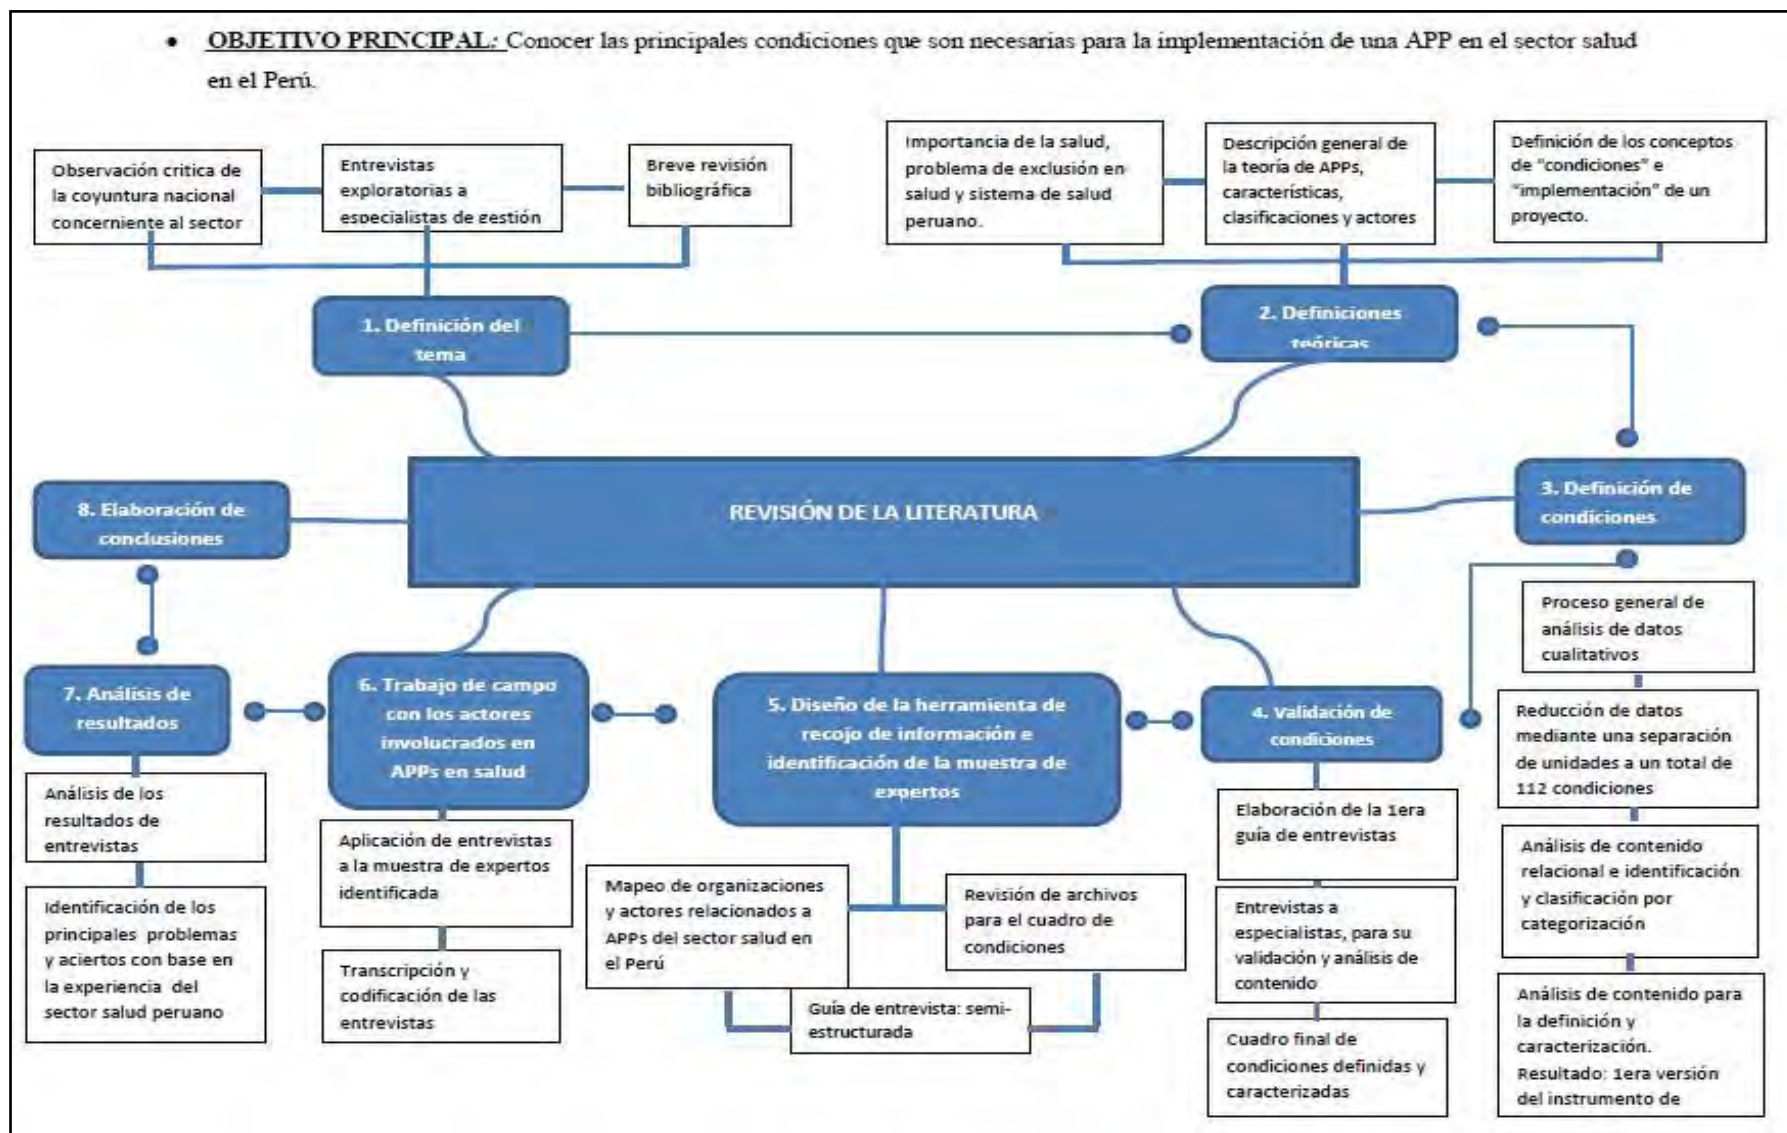 • OBJETIVO PRINCIPAL: Conocer las principales condiciones que son necesarias para la implementación de una APP en el sector salud
en el Perú.
Observación critica de
la coyuntura nacional
concerniente al sector
Entrevistas
exploratorias a
especialistas de gestión
Breve revisión
bibliográfica
Importancia de la salud,
problema de exclusión en
salud y sistema de salud
peruano.
Descripción general de
la teoría de APPs,
características,
clasificaciones y actores
Definición de los conceptos
de “condiciones” e
“implementación” de un
proyecto.
1. Definición del
tema
2. Definiciones
teóricas
REVISIÓN DE LA LITERATURA
3. Definición de
condiciones
8. Elaboración de
conclusiones
7. Análisis de
resultados
6. Trabajo de campo
con los actores
involucrados en
APPs en salud
5. Diseño de la herramienta de
recojo de información e
identificación de la muestra de
expertos
4. Validación de
condiciones
Proceso general de
análisis de datos
cualitativos
Reducción de datos
mediante una separación
de unidades a un total de
112 condiciones
Análisis de contenido
relacional e identificación
y clasificación por
categorización
Análisis de contenido para
la definición y
caracterización.
Resultado: 1era versión
del instrumento de
Elaboración de la 1era
guía de entrevistas
Entrevistas a
especialistas, para su
validación y análisis de
contenido
Cuadro final de
condiciones definidas y
caracterizadas
Mapeo de organizaciones
y actores relacionados a
APPs del sector salud en
el Perú
Revisión de archivos
para el cuadro de
condiciones
Guía de entrevista: semi-
estructurada
Aplicación de entrevistas
a la muestra de expertos
identificada
Transcripción y
codificación de las
entrevistas
Análisis de los
resultados de
entrevistas
Identificación de los
principales problemas
y aciertos con base en
la experiencia del
sector salud peruano